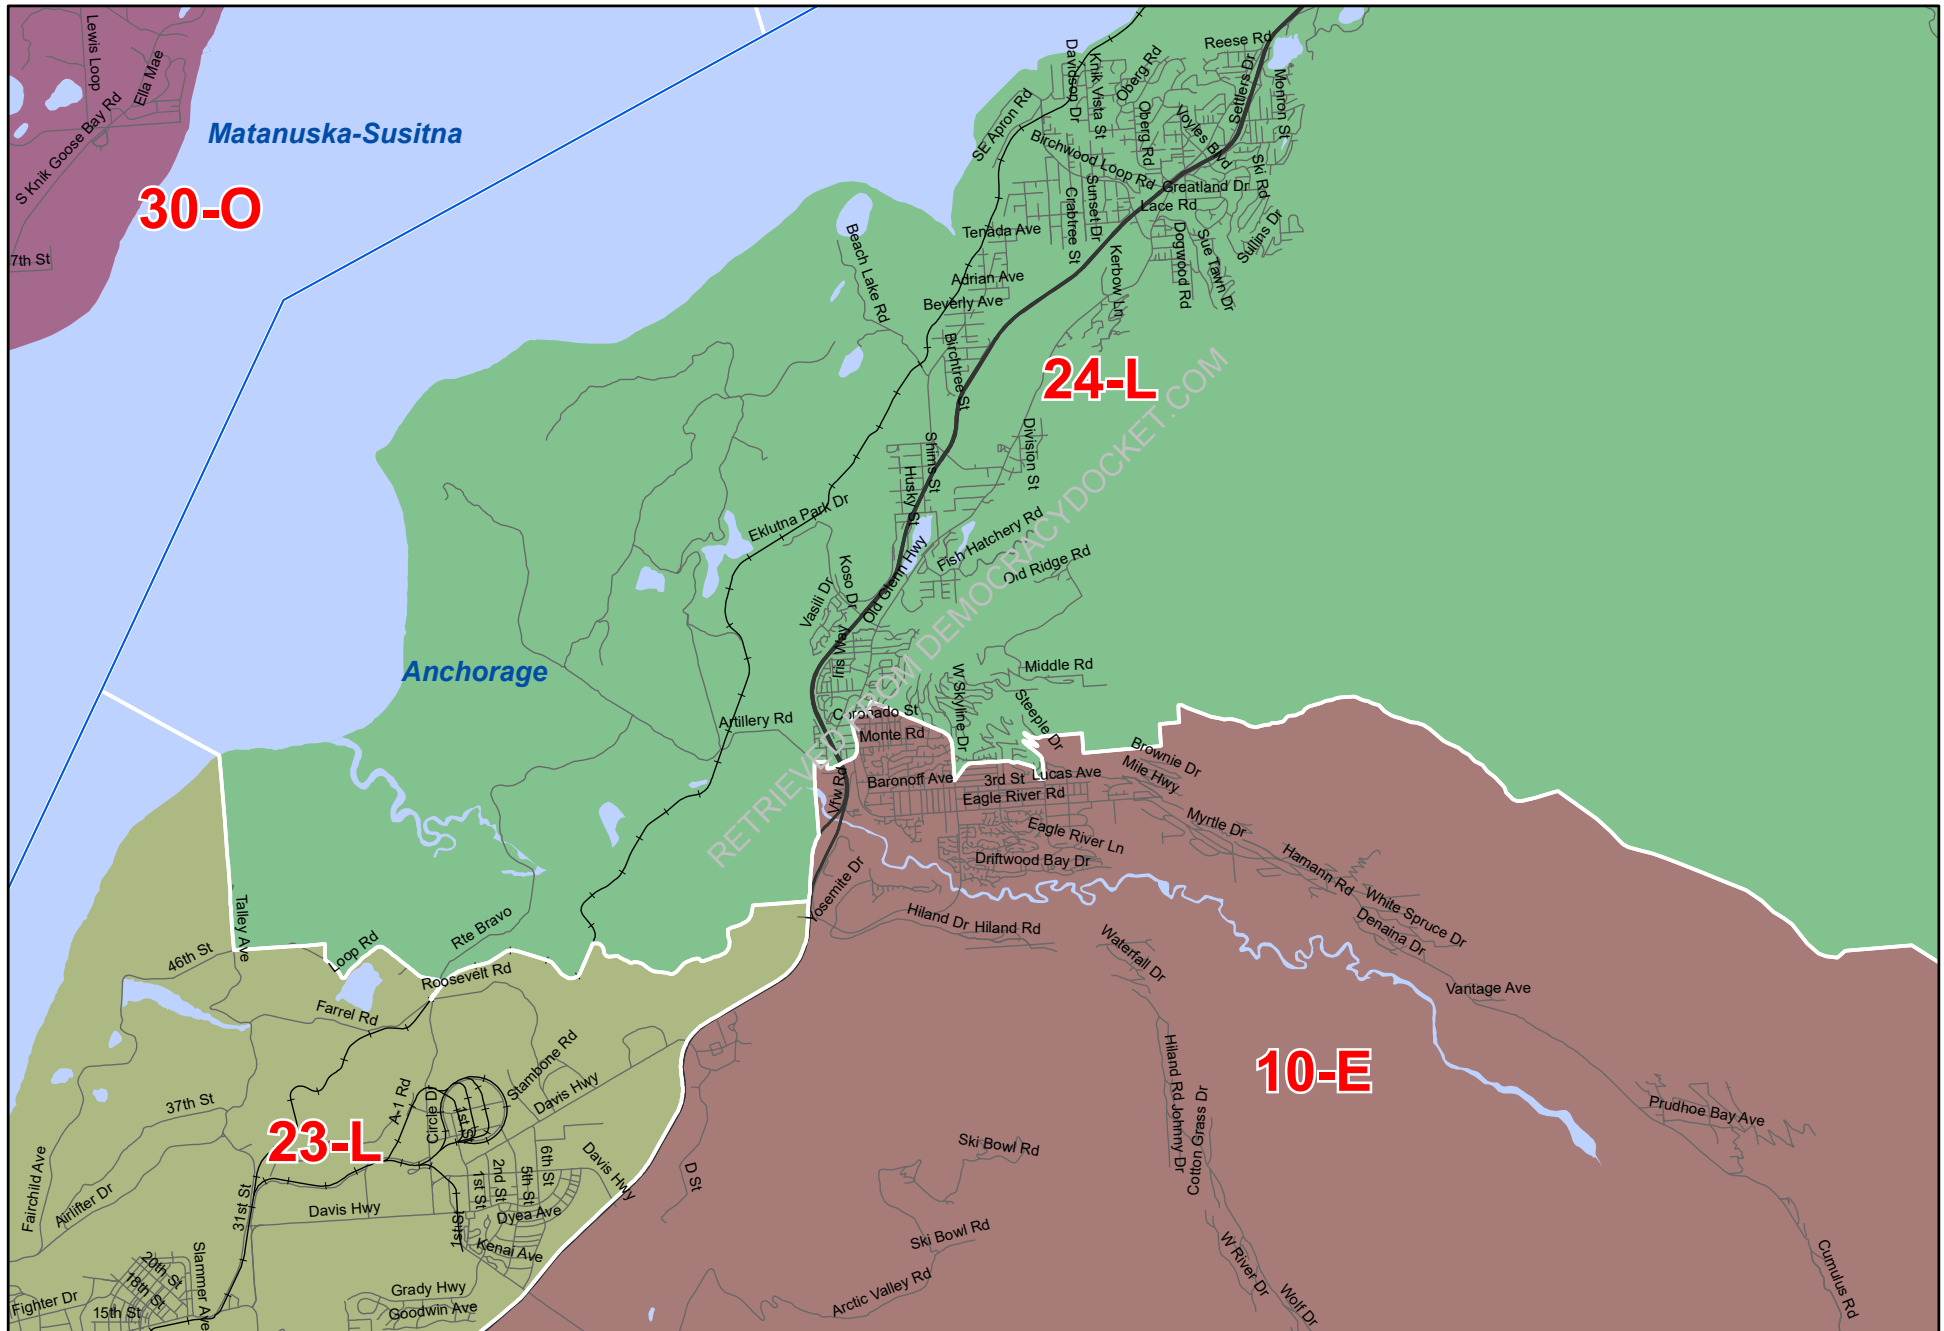 Lewis Loop
Ella Mae
S Knik Goose Bay Rd
7th St
30-O
Matanuska-Susitna
Reese Rd
Davidson Dr
Knik Vista St
Oberg Rd
Settlers Dr
Monron St
SE Apron Rd
Birchwood Loop Rd
Oberg Rd
Voyles Blvd
Ski Rd
Greatland Dr
Lace Rd
Crabtree St
Sunset Dr
Tenada Ave
Dogwood Rd
Sue Tawn Dr
Sullins Dr
Kerbow Ln
Beach Lake Rd
Adrian Ave
Beverly Ave
Birchtree St
24-L
Division St
Shims St
Husky St
Eklutna Park Dr
Fish Hatchery Rd
Old Glenn Hwy
Old Ridge Rd
Koso Dr
Vasili Dr
Iris Way
Anchorage
Middle Rd
W Skyline Dr
Steeple Dr
Artillery Rd
Coronado St
Monte Rd
RETRIEVED FROM DEMOCRACYDOCKET.COM
Brownie Dr
Mile Hwy
Baronoff Ave
3rd St
Lucas Ave
Eagle River Rd
Vfw Rd
Myrtle Dr
Eagle River Ln
Driftwood Bay Dr
Hamann Rd
White Spruce Dr
Denaina Dr
Yosemite Dr
Hiland Dr
Hiland Rd
Waterfall Dr
Vantage Ave
Talley Ave
46th St
Loop Rd
Rte Bravo
Roosevelt Rd
Farrel Rd
10-E
Hiland Rd
Johnny Dr
Cotton Grass Dr
Prudhoe Bay Ave
Stambone Rd
Davis Hwy
37th St
A-1 Rd
Circle Dr
1st St
23-L
Ski Bowl Rd
Davis Hwy
D St
6th St
5th St
2nd St
1st St
Fairchild Ave
Airlifter Dr
31st St
Davis Hwy
Dyea Ave
1st St
Kenai Ave
Ski Bowl Rd
Arctic Valley Rd
W River Dr
Wolf Dr
Cumulus Rd
Slammer Ave
20th St
18th St
15th St
Fighter Dr
Grady Hwy
Goodwin Ave